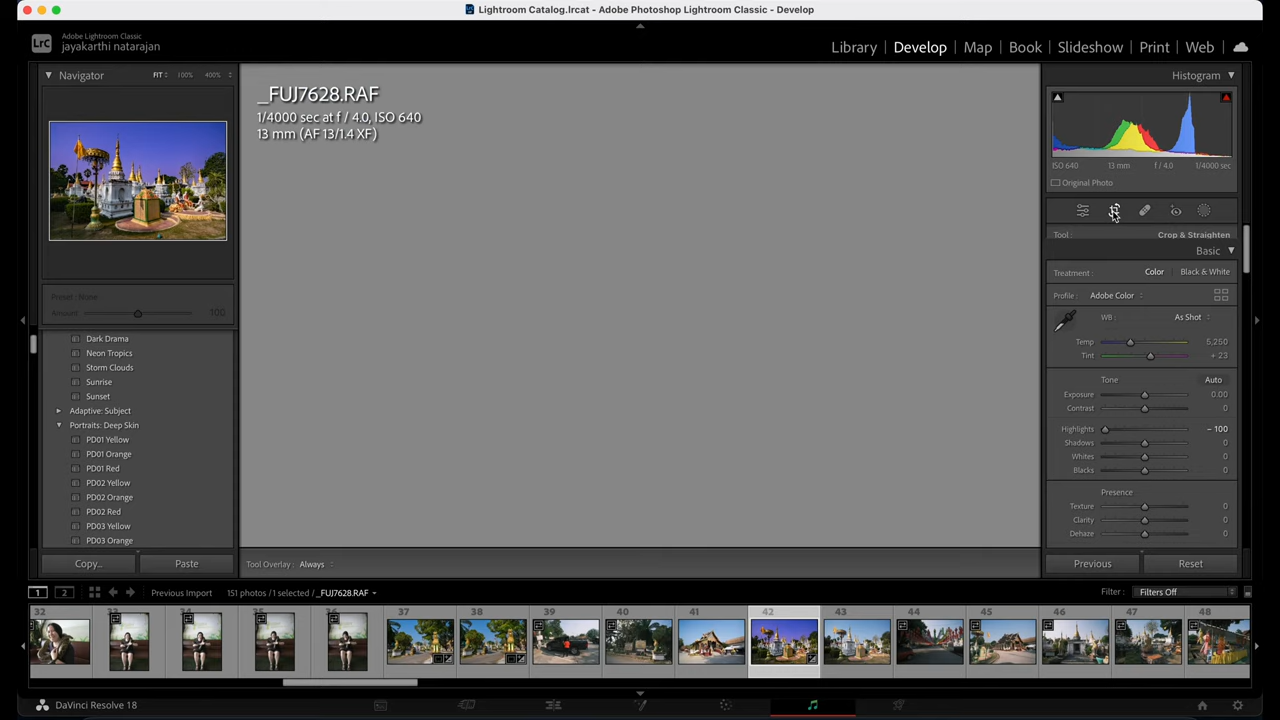 Lightroom Catalog.lrcat - Adobe Photoshop Lightroom Classic - Develop
LrC
Adobe Lightroom Classic
jayakarthi natarajan
Library
Develop
Map
Book
Slideshow
Print
Web
Navigator
FIT
100%
400%
_FUJ7628.RAF
1/4000 sec at f / 4.0, ISO 640
13 mm (AF 13/1.4 XF)
Preset : None
Amount
100
Dark Drama
Neon Tropics
Storm Clouds
Sunrise
Sunset
Adaptive: Subject
Portraits: Deep Skin
PD01 Yellow
PD01 Orange
PD01 Red
PD02 Yellow
PD02 Orange
PD02 Red
PD03 Yellow
PD03 Orange
Copy...
Paste
Tool Overlay : Always
Histogram
ISO 640
13 mm
f / 4.0
1/4000 sec
Original Photo
Tool :
Crop & Straighten
Basic
Treatment :
Color
Black & White
Profile :
Adobe Color
WB :
As Shot
Temp
5,250
Tint
+ 23
Tone
Auto
Exposure
0.00
Contrast
0
Highlights
- 100
Shadows
0
Whites
0
Blacks
0
Presence
Texture
0
Clarity
0
Dehaze
0
Previous
Reset
1
2
Previous Import
151 photos / 1 selected / _FUJ7628.RAF
Filter :
Filters Off
32
33
34
35
36
37
38
39
40
41
42
43
44
45
46
47
48
DaVinci Resolve 18